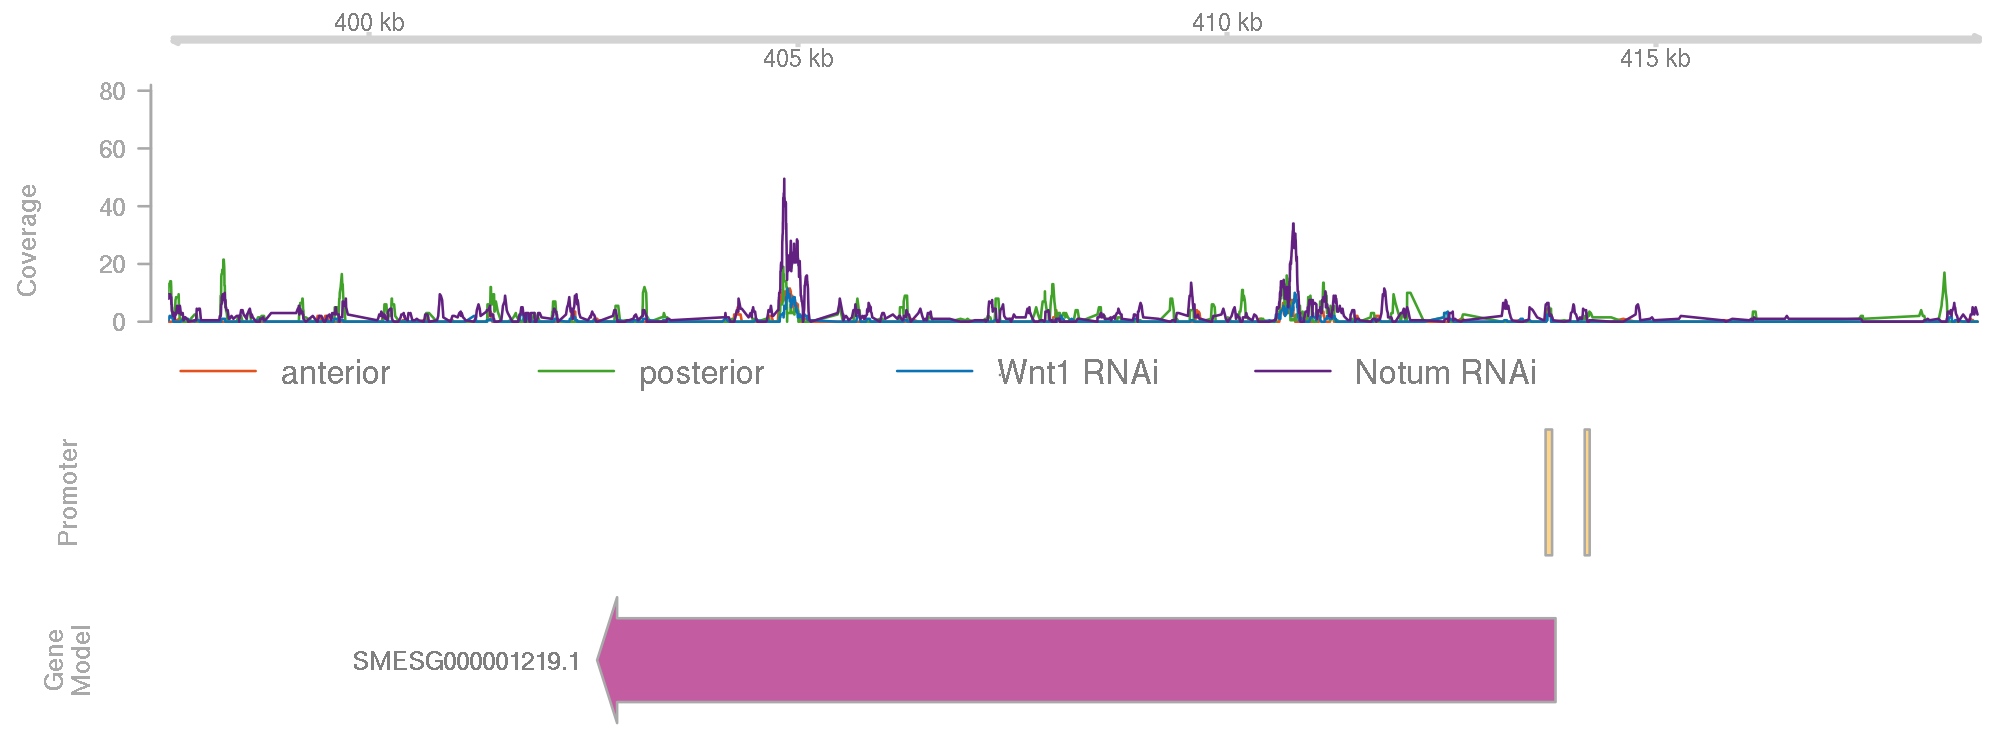 400 kb 410 kb
405 kb 415 kb
80
60
40
20
0
Coverage
anterior posterior Wnt1 RNAi Notum RNAi
Promoter
Gene
Model
SMESG000001219.1